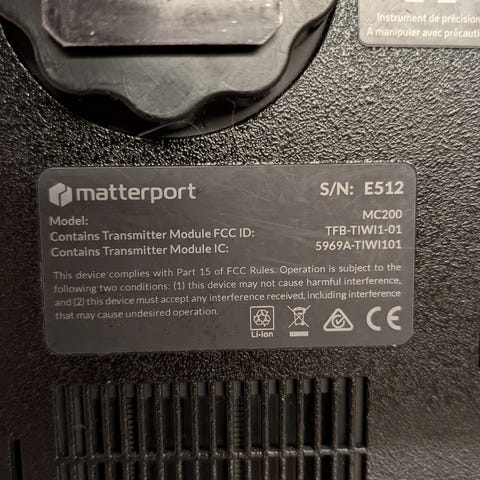 Instrument de précision
A manipuler avec précauti
matterport
S/N: E512
Model: MC200
Contains Transmitter Module FCC ID: TFB-TIWI1-01
Contains Transmitter Module IC: 5969A-TIWI101
This device complies with Part 15 of FCC Rules. Operation is subject to the
following two conditions: (1) this device may not cause harmful interference,
and (2) this device must accept any interference received, including interference
that may cause undesired operation.
Li-ion
CE